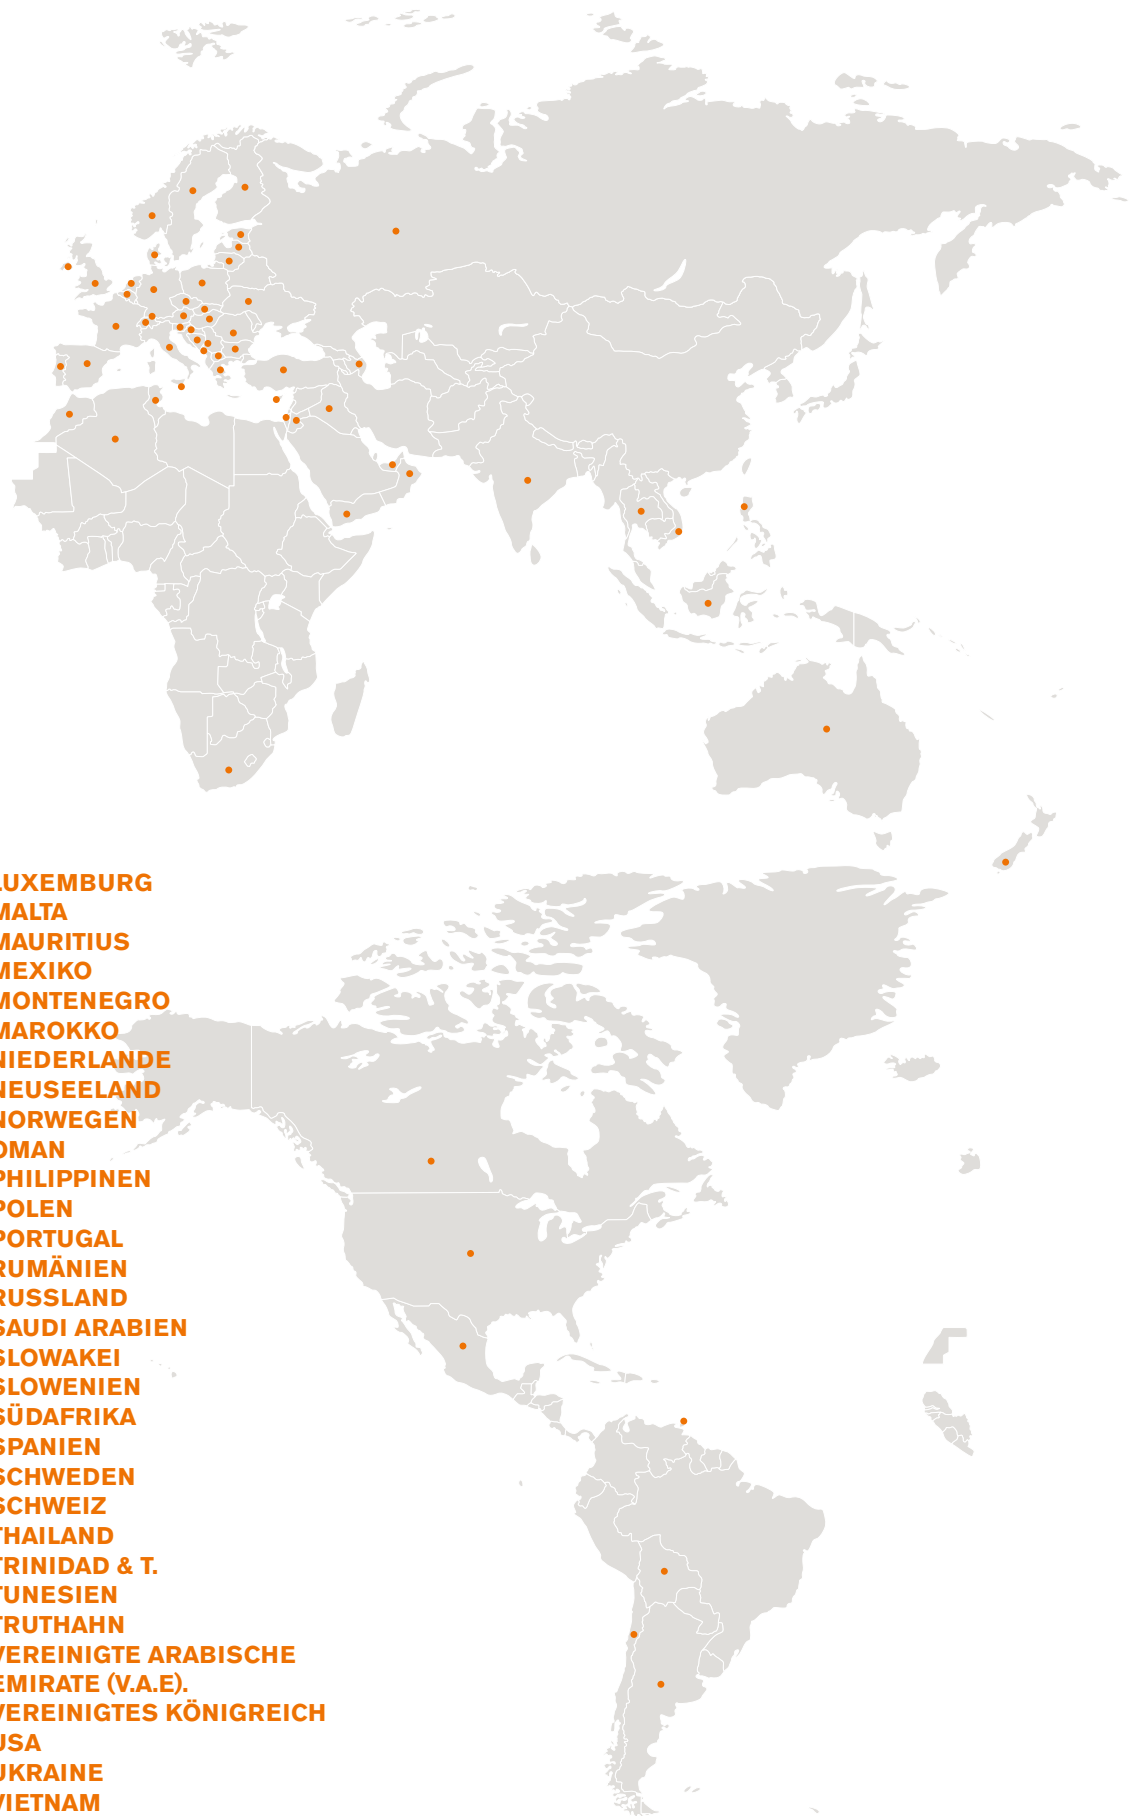 LUXEMBURG
MALTA
MAURITIUS
MEXIKO
MONTENEGRO
MAROKKO
NIEDERLANDE
NEUSEELAND
NORWEGEN
OMAN
PHILIPPINEN
POLEN
PORTUGAL
RUMÄNIEN
RUSSLAND
SAUDI ARABIEN
SLOWAKEI
SLOWENIEN
SÜDAFRIKA
SPANIEN
SCHWEDEN
SCHWEIZ
THAILAND
TRINIDAD & T.
TUNESIEN
TRUTHAHN
VEREINIGTE ARABISCHE
EMIRATE (V.A.E).
VEREINIGTES KÖNIGREICH
USA
UKRAINE
VIETNAM